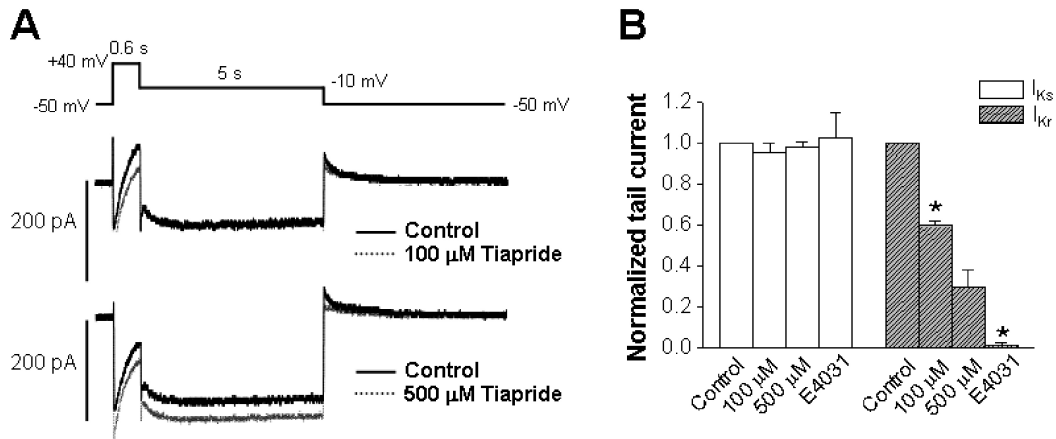 A
0.6 s
+40 mV
5 s
-10 mV
-50 mV
-50 mV
200 pA
Control
100 µM Tiapride
200 pA
Control
500 µM Tiapride
B
IKs
IKr
Normalized tail current
1.2
1.0
0.8
0.6
0.4
0.2
0.0
*
*
Control
100 µM
500 µM
E4031
Control
100 µM
500 µM
E4031